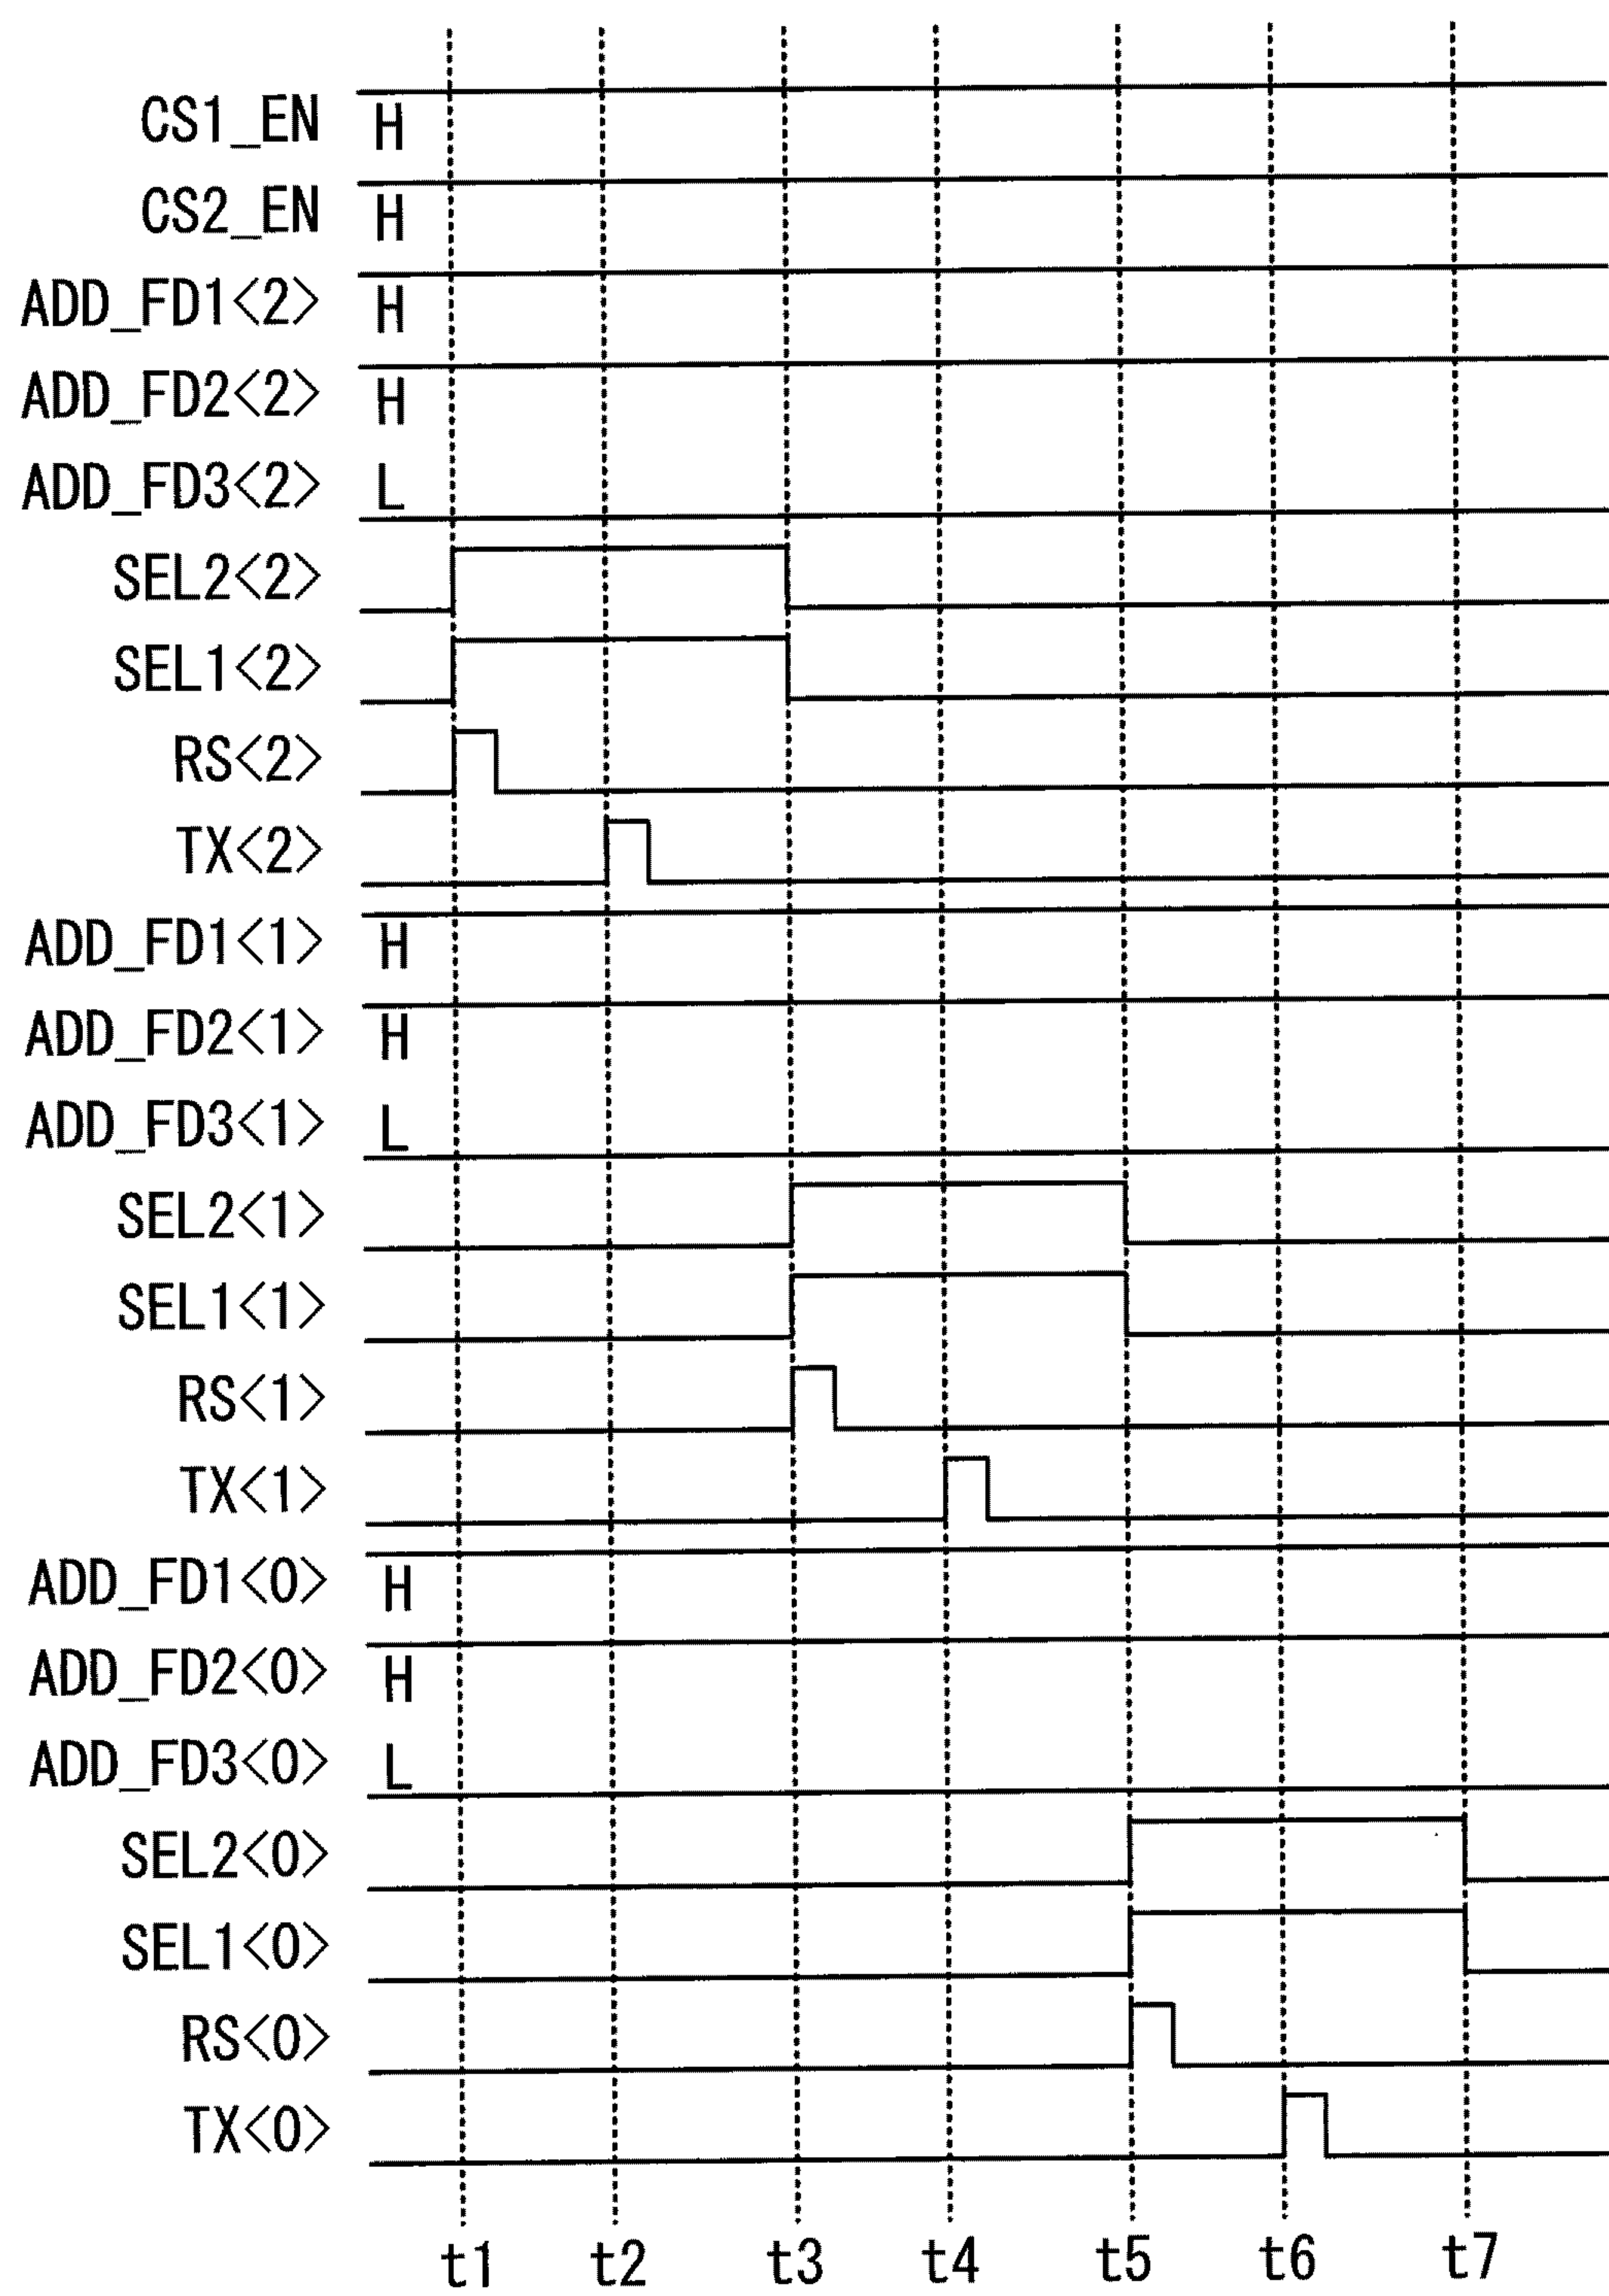 CS1_EN H
CS2_EN H
ADD_FD1<2> H
ADD_FD2<2> H
ADD_FD3<2> L
SEL2<2>
SEL1<2>
RS<2>
TX<2>
ADD_FD1<1> H
ADD_FD2<1> H
ADD_FD3<1> L
SEL2<1>
SEL1<1>
RS<1>
TX<1>
ADD_FD1<0> H
ADD_FD2<0> H
ADD_FD3<0> L
SEL2<0>
SEL1<0>
RS<0>
TX<0>
t1 t2 t3 t4 t5 t6 t7